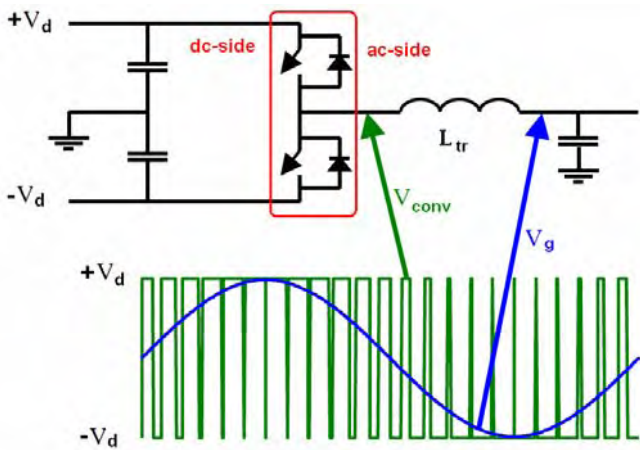 +Vd
dc-side
ac-side
Ltr
-Vd
Vconv
Vg
+Vd
-Vd